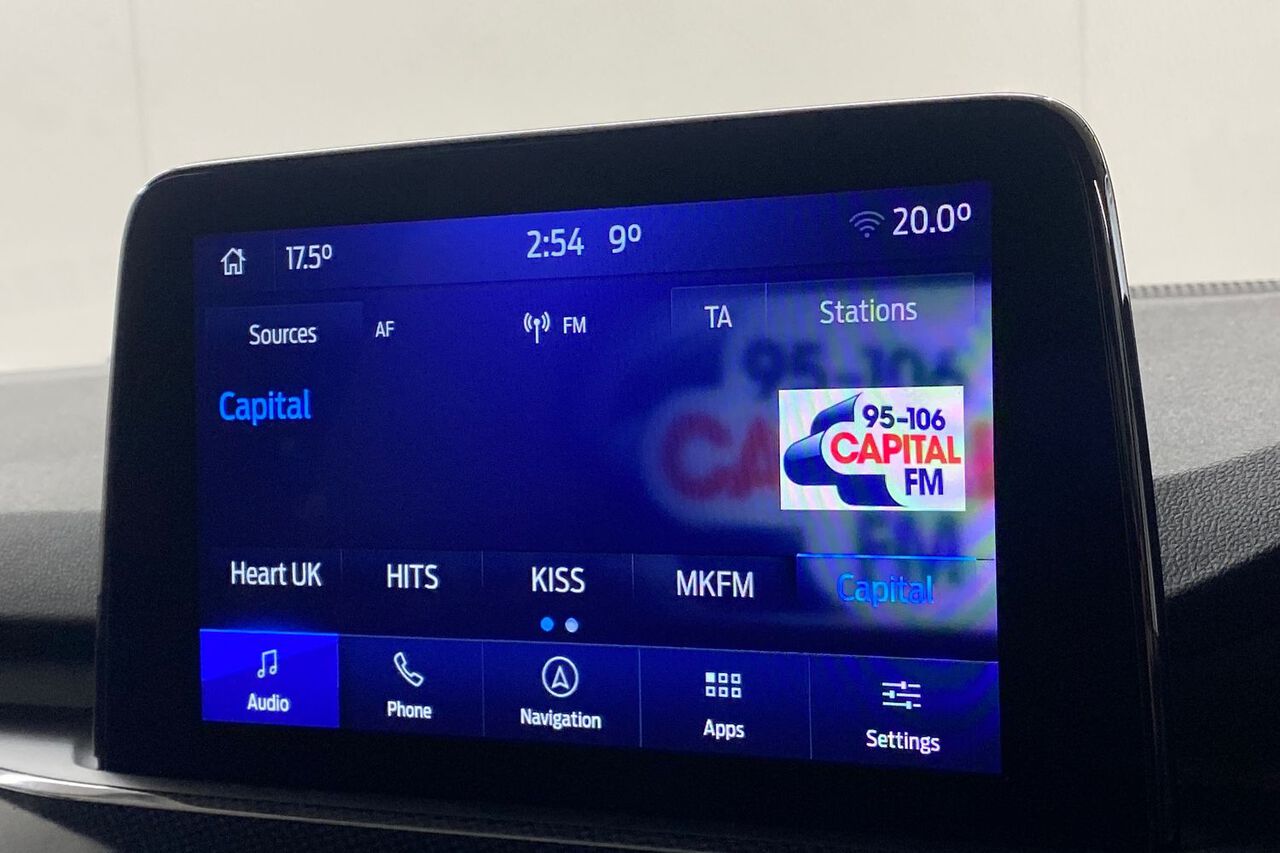 17.5° 2:54 9° 20.0°
Sources AF FM TA Stations
Capital
95-106
CAPITAL
FM
Heart UK HITS KISS MKFM Capital
Audio Phone Navigation Apps Settings